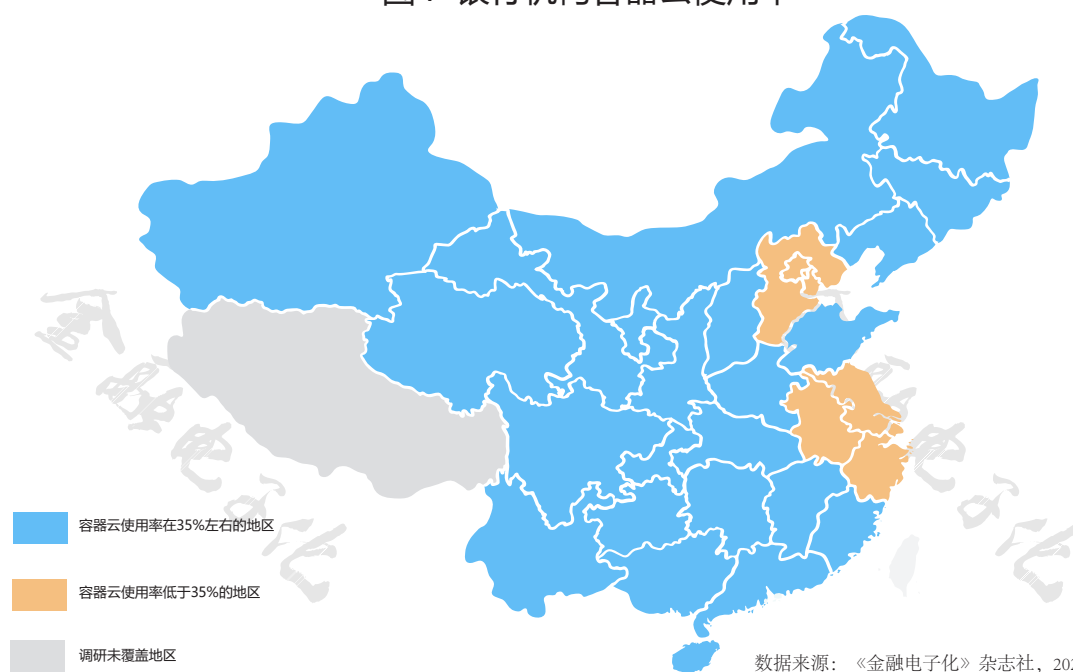 容器云使用率在35%左右的地区
容器云使用率低于35%的地区
调研未覆盖地区
数据来源：《金融电子化》杂志社，202